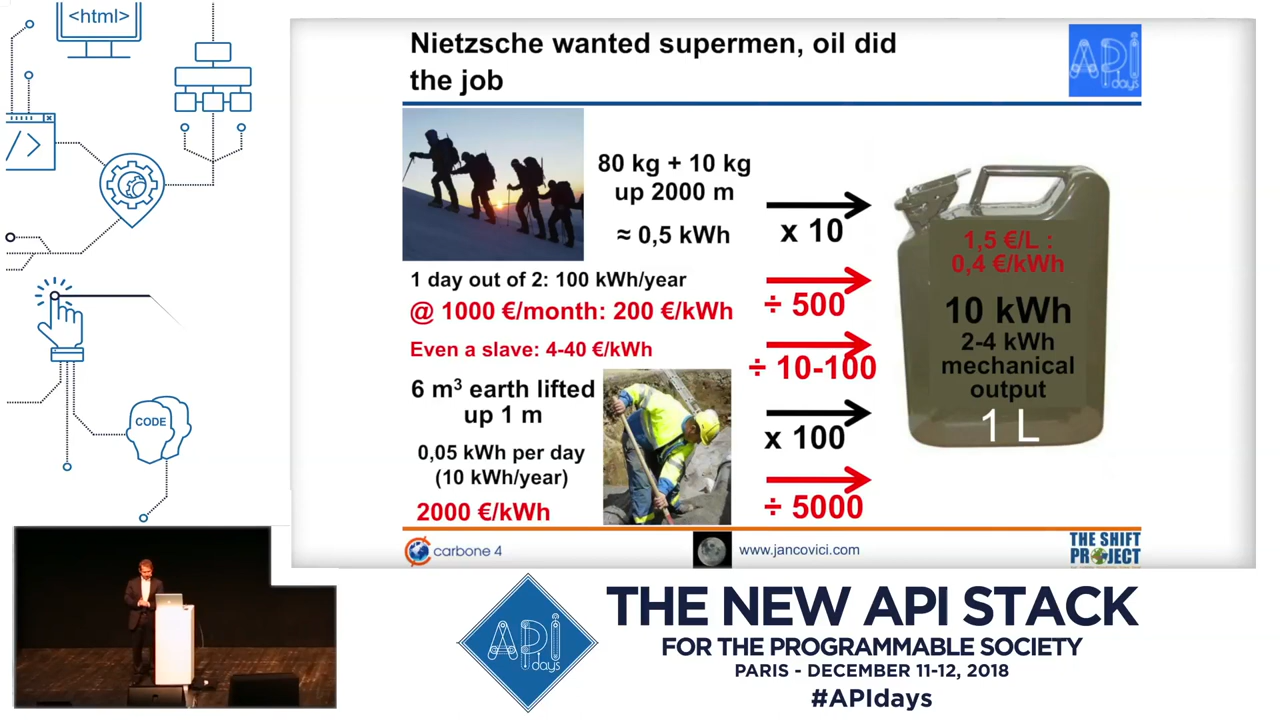 <html>
</>
CODE
Nietzsche wanted supermen, oil did
the job
API
days
80 kg + 10 kg
up 2000 m
≈ 0,5 kWh
x 10
1 day out of 2: 100 kWh/year
@ 1000 €/month: 200 €/kWh
÷ 500
Even a slave: 4-40 €/kWh
÷ 10-100
6 m³ earth lifted
up 1 m
x 100
0,05 kWh per day
(10 kWh/year)
2000 €/kWh
÷ 5000
1,5 €/L :
0,4 €/kWh
10 kWh
2-4 kWh
mechanical
output
1 L
carbone 4
www.jancovici.com
THE SHIFT
PROJECT
API
days
THE NEW API STACK
FOR THE PROGRAMMABLE SOCIETY
PARIS - DECEMBER 11-12, 2018
#APIdays